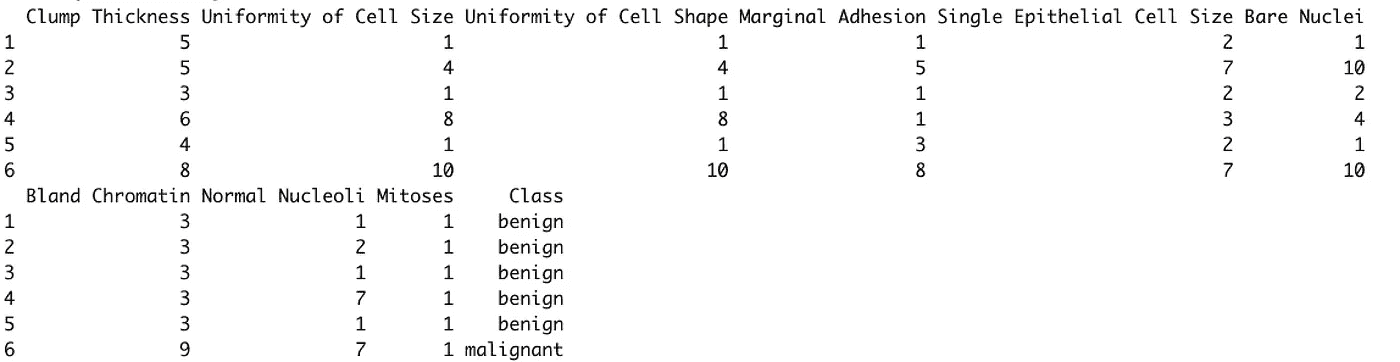 Clump Thickness Uniformity of Cell Size Uniformity of Cell Shape Marginal Adhesion Single Epithelial Cell Size Bare Nuclei
1 5 1 1 1 2 1
2 5 4 4 5 7 10
3 3 1 1 1 2 2
4 6 8 8 1 3 4
5 4 1 1 3 2 1
6 8 10 10 8 7 10
Bland Chromatin Normal Nucleoli Mitoses Class
1 3 1 1 benign
2 3 2 1 benign
3 3 1 1 benign
4 3 7 1 benign
5 3 1 1 benign
6 9 7 1 malignant